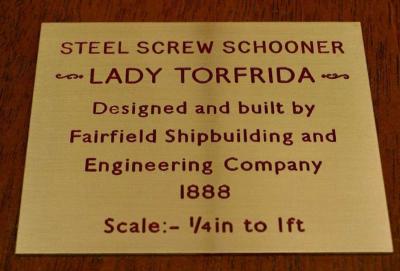 STEEL SCREW SCHOONER
LADY TORFRIDA
Designed and built by
Fairfield Shipbuilding and
Engineering Company
1888
Scale:– 1/4in to 1ft